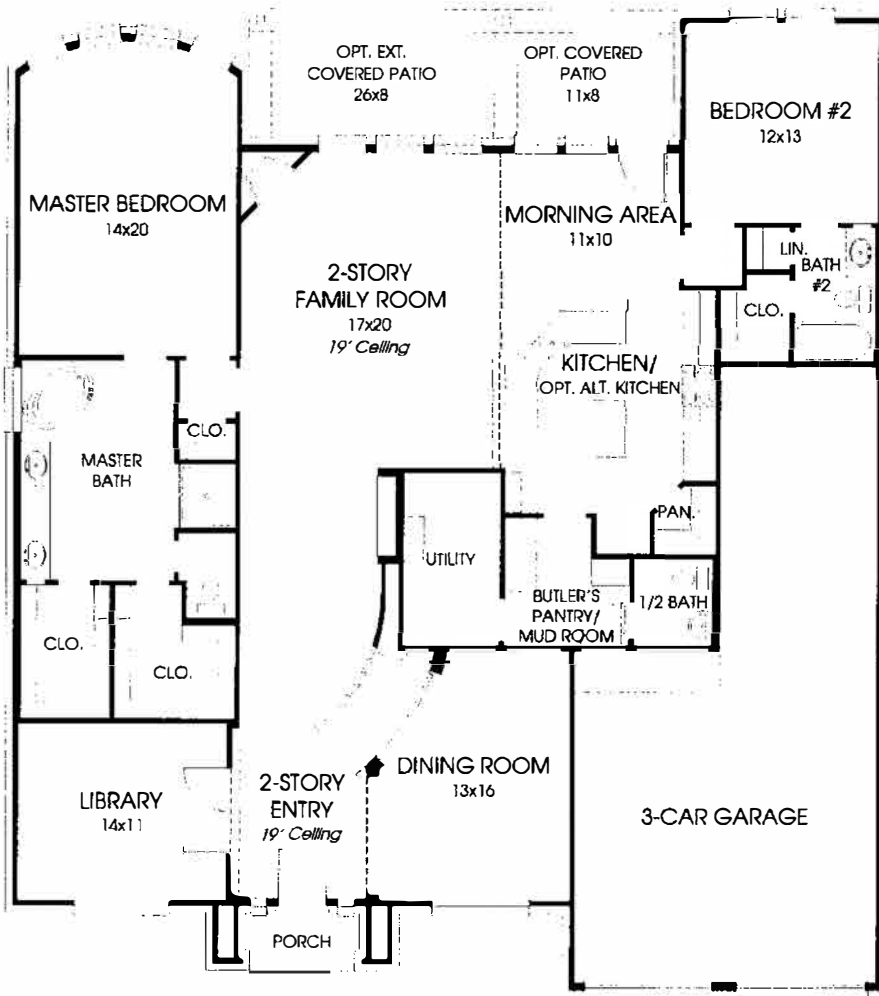 OPT. EXT.
COVERED PATIO
26x8
OPT. COVERED
PATIO
11x8
BEDROOM #2
12x13
MASTER BEDROOM
14x20
MORNING AREA
11x10
2-STORY
FAMILY ROOM
17x20
19' Ceiling
LIN.
BATH
#2
CLO.
KITCHEN/
OPT. ALT. KITCHEN
CLO.
MASTER
BATH
PAN.
UTILITY
BUTLER'S
PANTRY/
MUD ROOM
1/2 BATH
CLO.
CLO.
LIBRARY
14x11
2-STORY
ENTRY
19' Ceiling
DINING ROOM
13x16
3-CAR GARAGE
PORCH